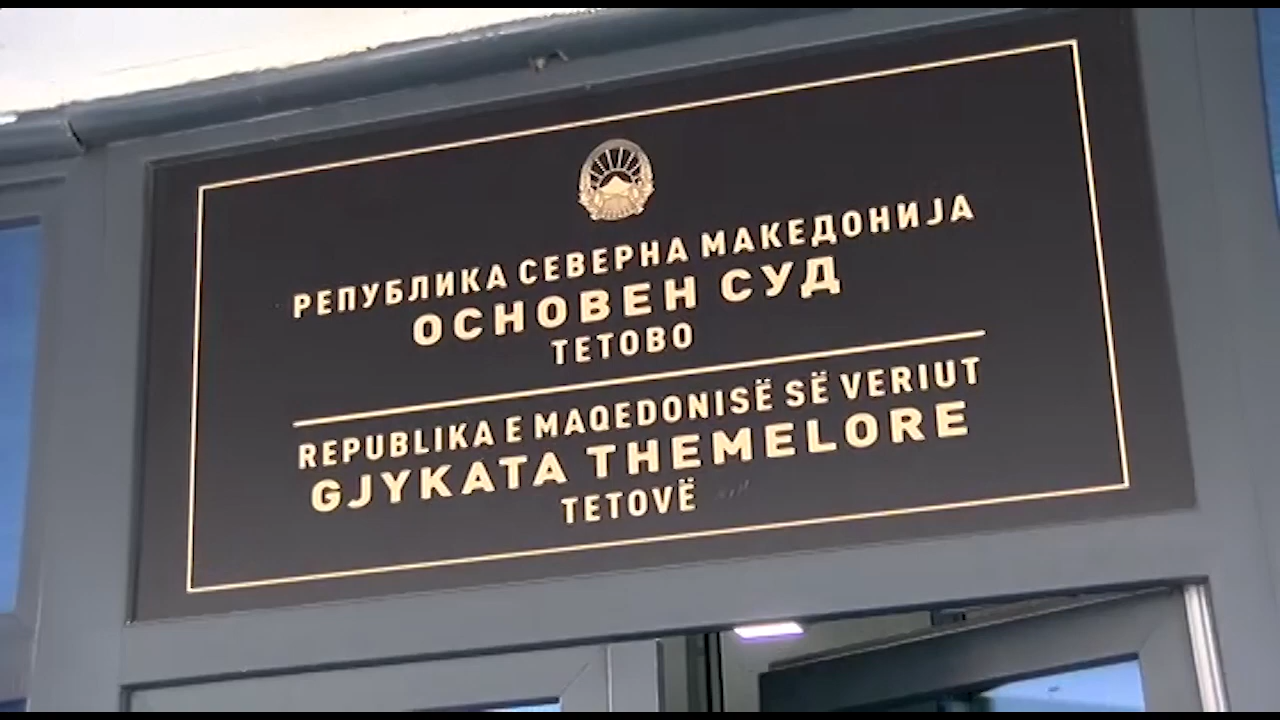 РЕПУБЛИКА СЕВЕРНА МАКЕДОНИЈА
ОСНОВЕН СУД
ТЕТОВО
REPUBLIKA E MAQEDONISË SË VERIUT
GJYKATA THEMELORE
TETOVË